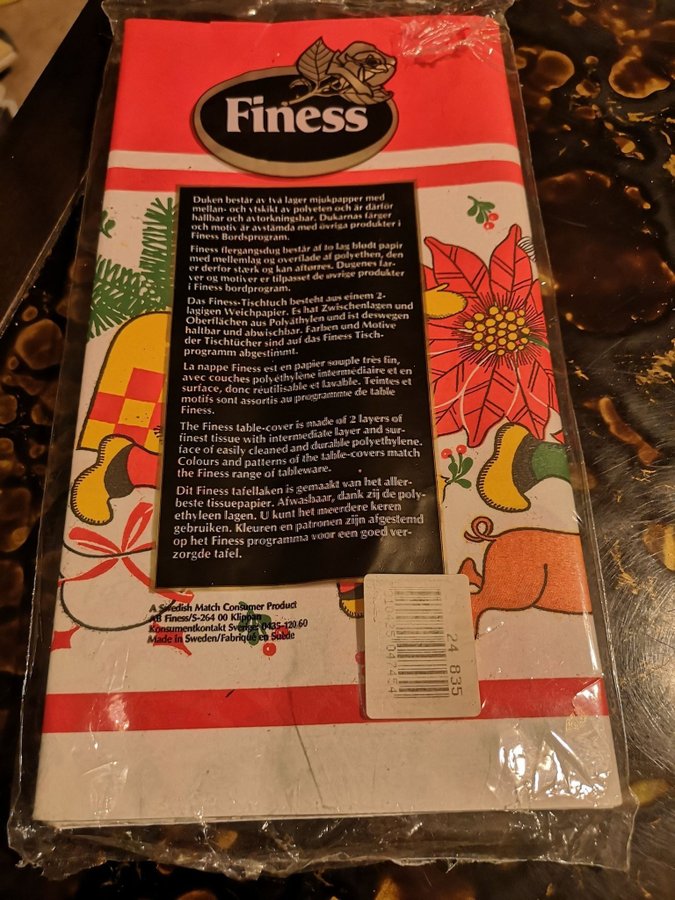 Finess
Duken består av två lager mjukpapper med
mellan- och ytskikt av polyeten och är därför
hållbar och avtorkningsbar. Dukarnas färger
och motiv är avstämda med övriga produkter i
Finess Bordsprogram.
Finess flergangsdug består af to lag blødt papir
med mellemlag og overflade af polyethen, den
er derfor stærk og kan aftørres. Dugenes far-
ver og motiver er tilpasset de øvrige produkter
i Finess bordprogram.
Das Finess-Tischtuch besteht aus einem 2-
lagigen Weichpapier. Es hat Zwischenlagen und
Oberflächen aus Polyäthylen und ist deswegen
haltbar und abwischbar. Farben und Motive
der Tischtücher sind auf das Finess Tisch-
programm abgestimmt.
La nappe Finess est en papier souple très fin,
avec couches polyéthylène intermédiaire et en
surface, donc réutilisable et lavable. Teintes et
motifs sont assortis au programme de table
Finess.
The Finess table-cover is made of 2 layers of
finest tissue with intermediate layer and sur-
face of easily cleaned and durable polyethylene.
Colours and patterns of the table-covers match
the Finess range of tableware.
Dit Finess tafellaken is gemaakt van het aller-
beste tissuepapier. Afwasbaar, dank zij de poly-
ethyleen lagen. U kunt het meerdere keren
gebruiken. Kleuren en patronen zijn afgestemd
op het Finess programma voor een goed ver-
zorgde tafel.
A Swedish Match Consumer Product
AB Finess/S-264 00 Klippan
Konsumentkontakt Sverige: 0435-120 60
Made in Sweden/Fabriqué en Suède
24 835